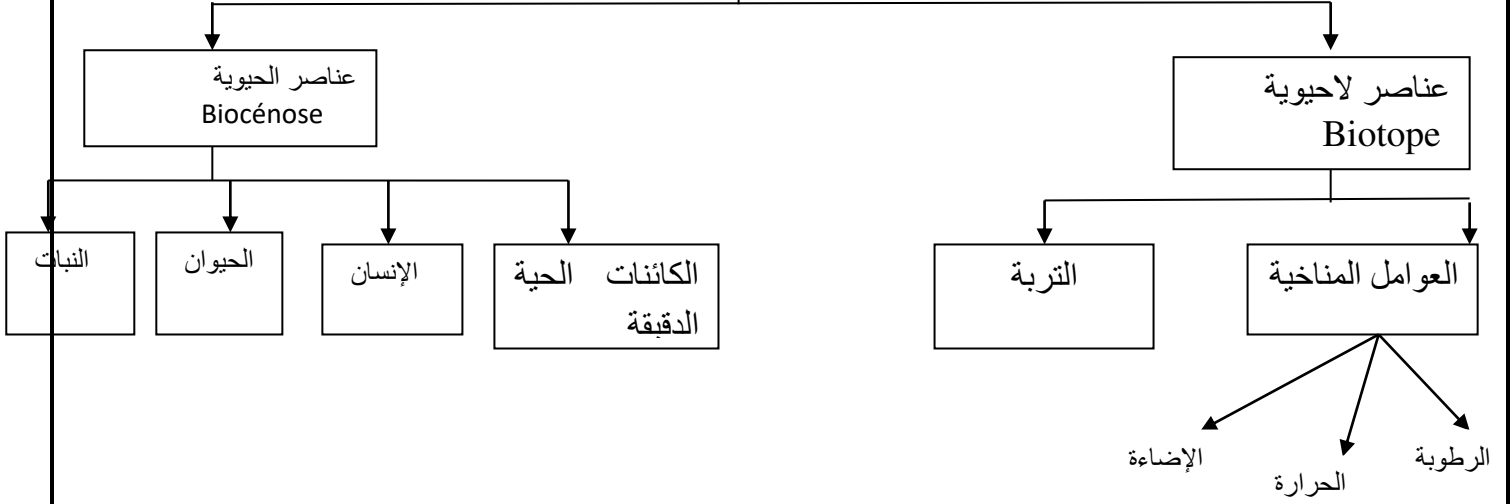 عناصر لاحيوية
Biotope
عناصر الحيوية
Biocénose
العوامل المناخية
التربة
الكائنات الحية
الدقيقة
الإنسان
الحيوان
النبات
الرطوبة
الحرارة
الإضاءة